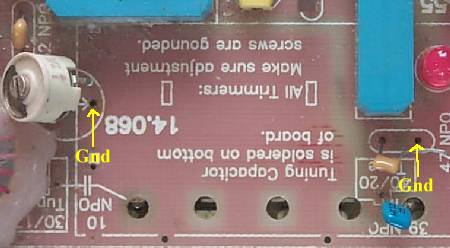 Tuning Capacitor
is soldered on bottom
of board.
14.068
All Trimmers:
Make sure adjustment
screws are gounded.
Gnd
Gnd
10
NPO
39 NPO
47 NPO